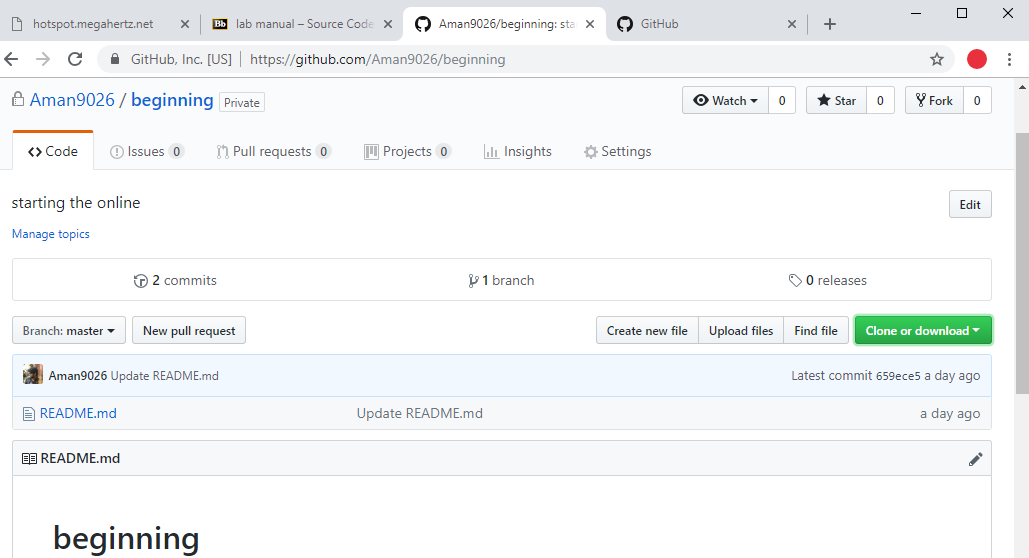 hotspot.megahertz.net
Bb lab manual – Source Code
Aman9026/beginning: sta
GitHub
GitHub, Inc. [US] | https://github.com/Aman9026/beginning
Aman9026 / beginning Private
Watch 0 Star 0 Fork 0
Code Issues 0 Pull requests 0 Projects 0 Insights Settings
starting the online Edit
Manage topics
2 commits 1 branch 0 releases
Branch: master New pull request Create new file Upload files Find file Clone or download
Aman9026 Update README.md Latest commit 659ece5 a day ago
README.md Update README.md a day ago
README.md
beginning